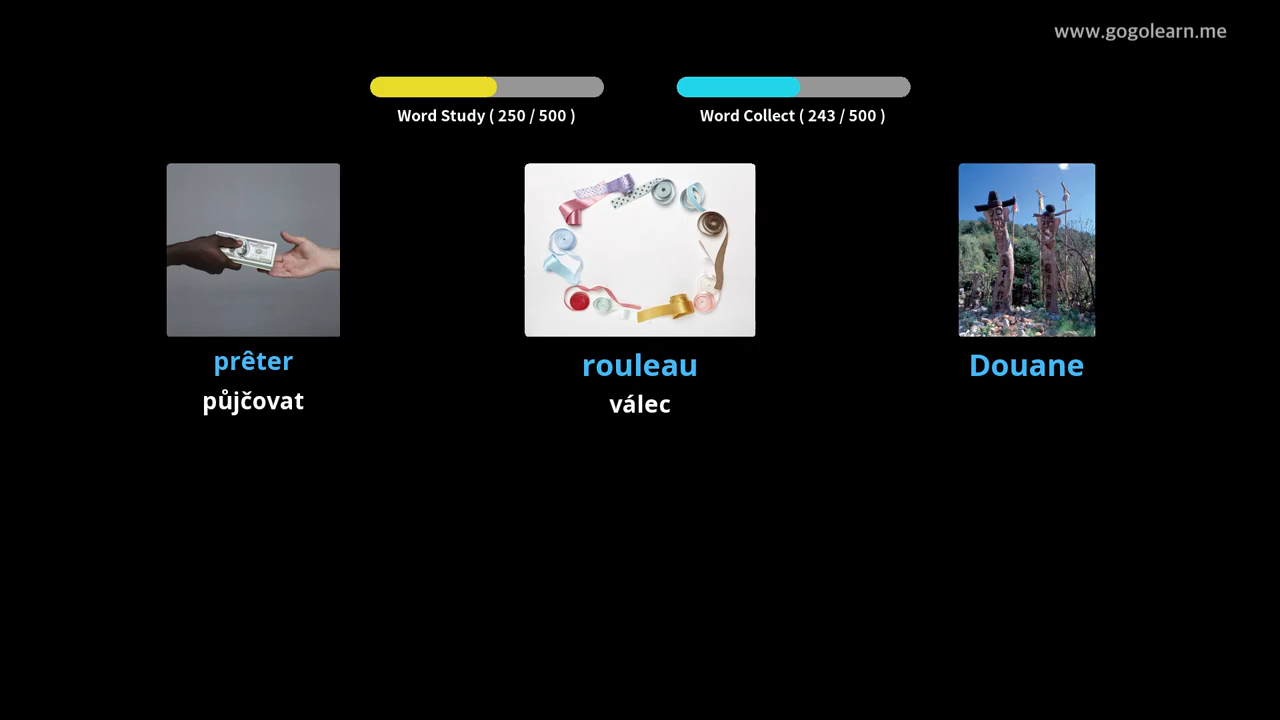 www.gogolearn.me
Word Study ( 250 / 500 )
Word Collect ( 243 / 500 )
prêter
půjčovat
rouleau
válec
Douane